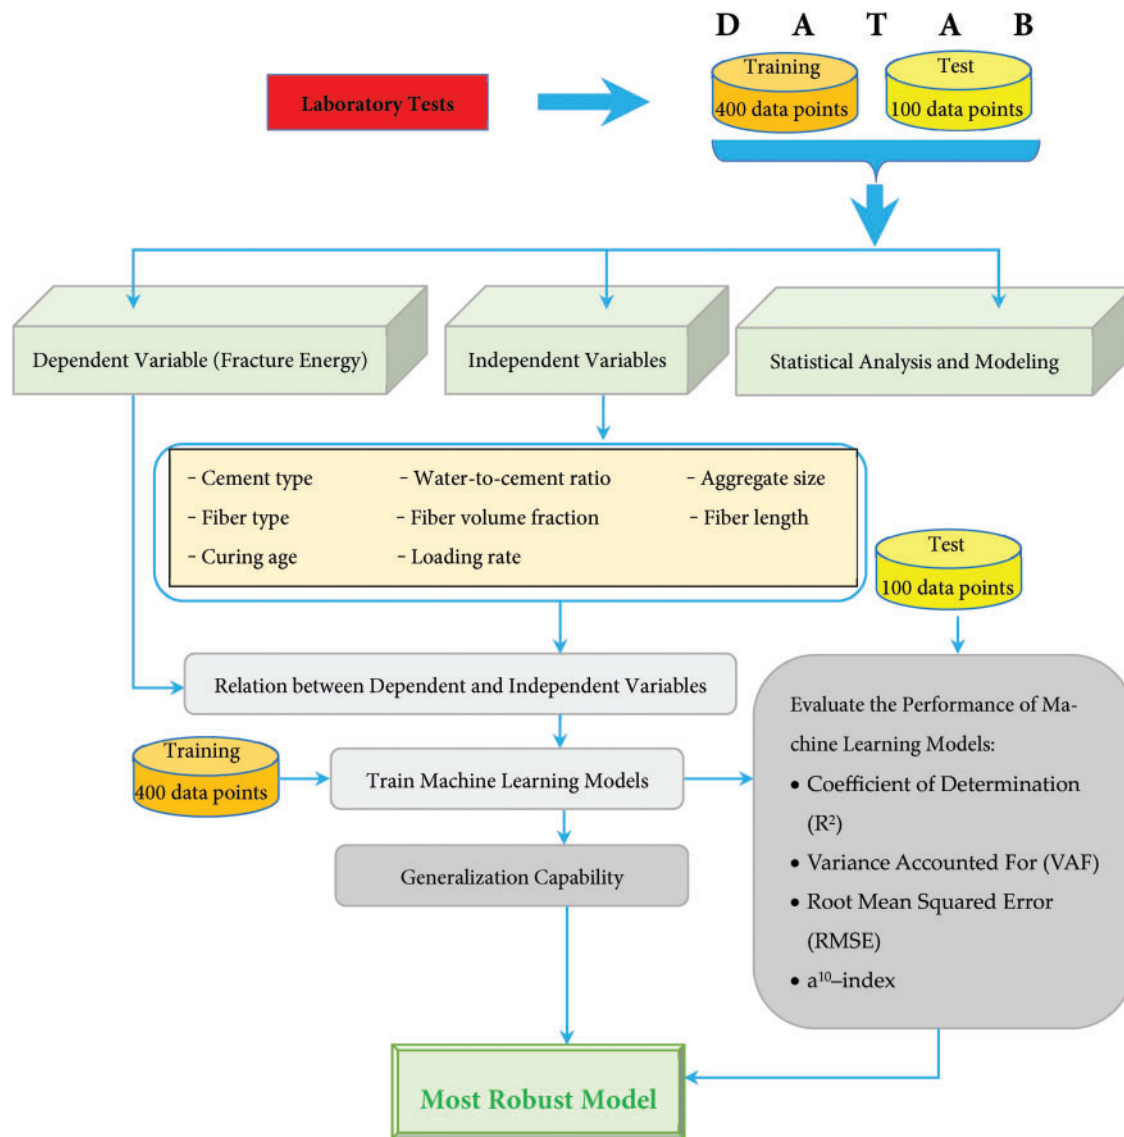 D A T A B
Training
400 data points
Test
100 data points
Laboratory Tests
Dependent Variable (Fracture Energy)
Independent Variables
Statistical Analysis and Modeling
- Cement type
- Water-to-cement ratio
- Aggregate size
- Fiber type
- Fiber volume fraction
- Fiber length
- Curing age
- Loading rate
Test
100 data points
Relation between Dependent and Independent Variables
Training
400 data points
Train Machine Learning Models
Generalization Capability
Evaluate the Performance of Ma-
chine Learning Models:
• Coefficient of Determination
(R²)
• Variance Accounted For (VAF)
• Root Mean Squared Error
(RMSE)
• a¹⁰–index
Most Robust Model